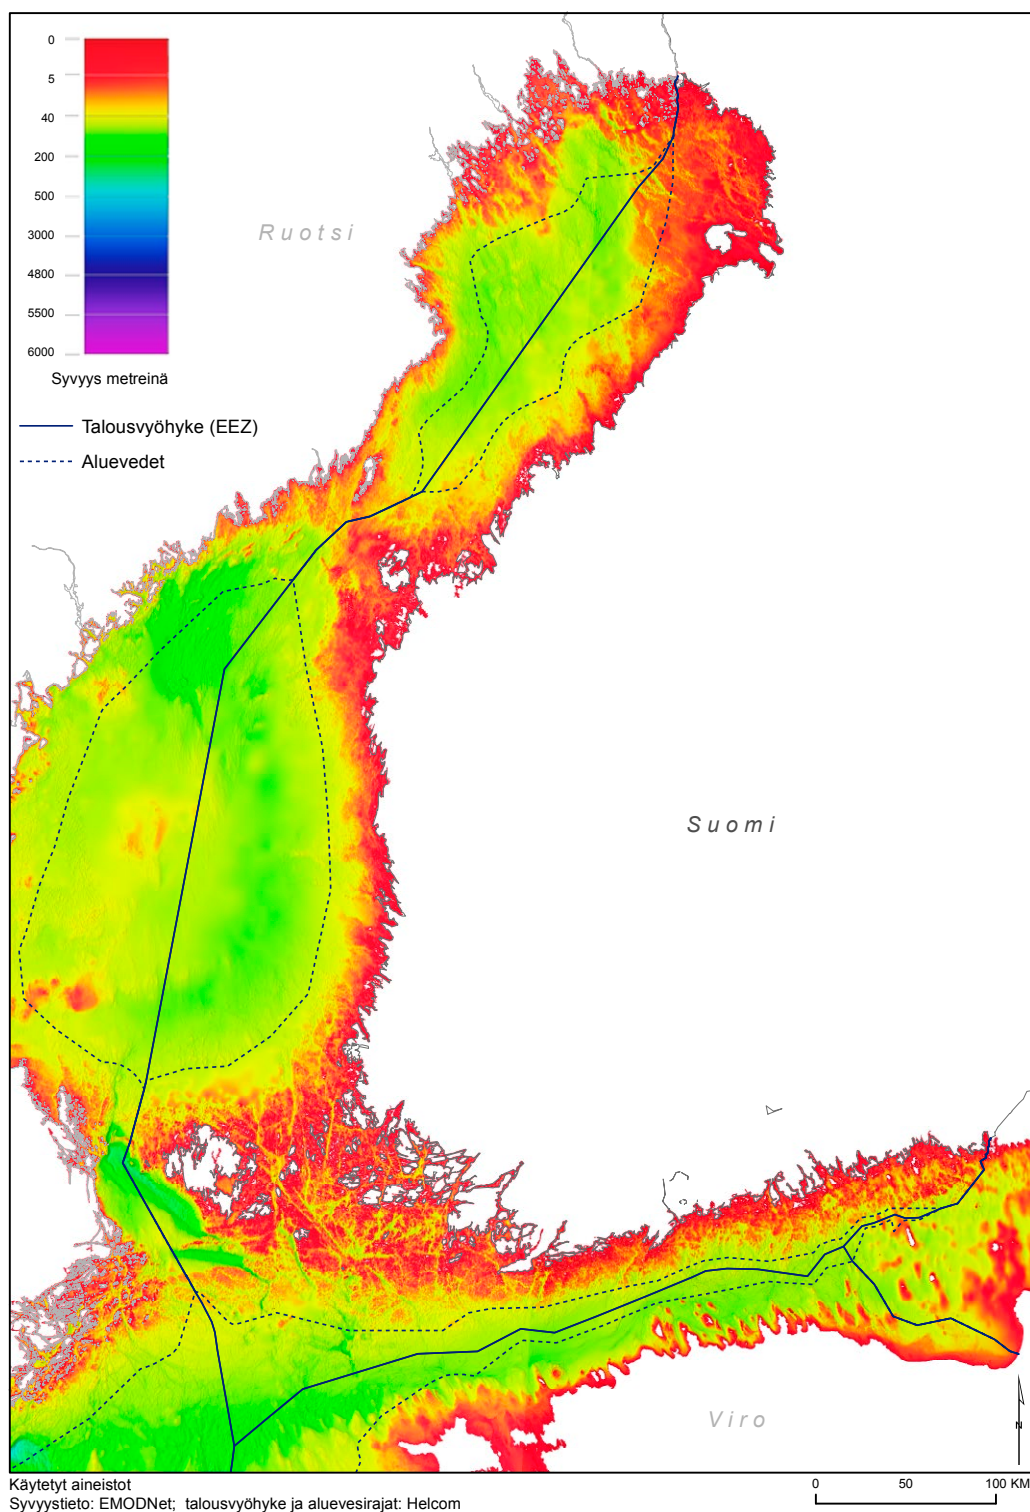 0
5
40
200
500
3000
4800
5500
6000
Syvyys metreinä
Talousvyöhyke (EEZ)
Aluevedet
Ruotsi
Suomi
Viro
N
0 50 100 KM
Käytetyt aineistot
Syvyystieto: EMODNet; talousvyöhyke ja aluevesirajat: Helcom